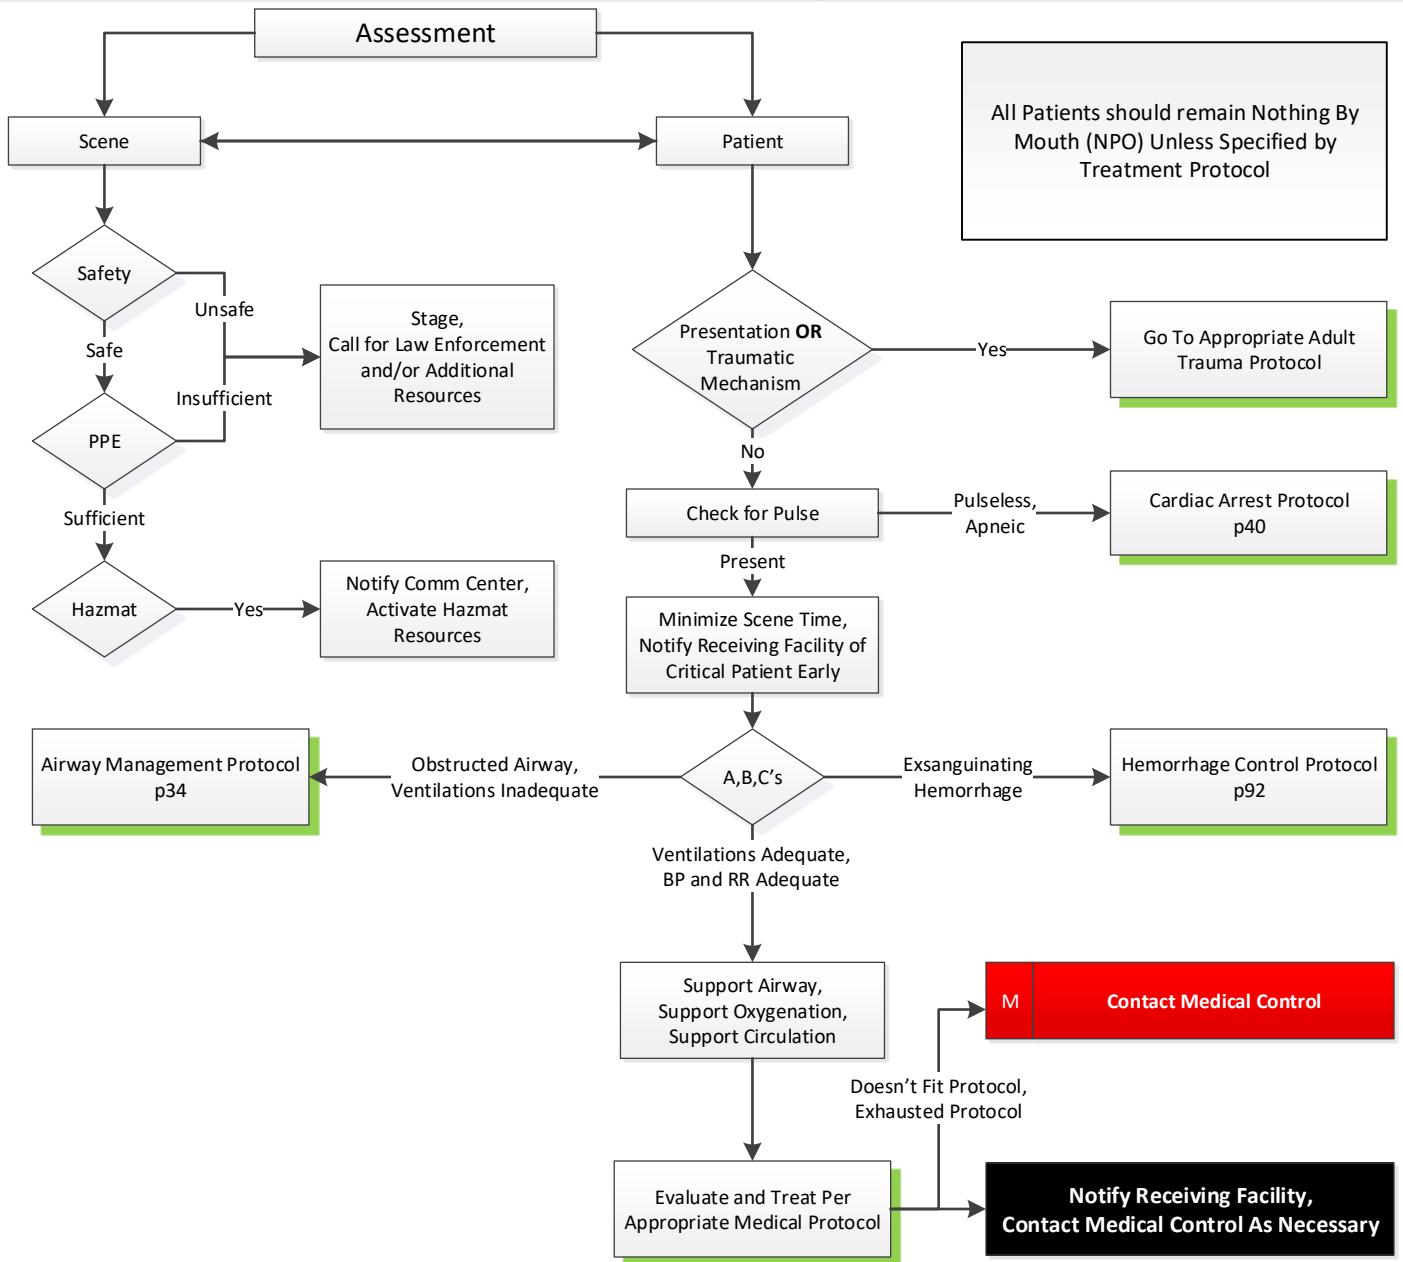 Assessment
Scene
Patient
All Patients should remain Nothing By
Mouth (NPO) Unless Specified by
Treatment Protocol
Safety
Unsafe
Safe
Stage,
Call for Law Enforcement
and/or Additional
Resources
Insufficient
PPE
Sufficient
Hazmat
Yes
Notify Comm Center,
Activate Hazmat
Resources
Presentation OR
Traumatic
Mechanism
Yes
Go To Appropriate Adult
Trauma Protocol
No
Check for Pulse
Pulseless,
Apneic
Cardiac Arrest Protocol
p40
Present
Minimize Scene Time,
Notify Receiving Facility of
Critical Patient Early
Airway Management Protocol
p34
Obstructed Airway,
Ventilations Inadequate
A,B,C’s
Exsanguinating
Hemorrhage
Hemorrhage Control Protocol
p92
Ventilations Adequate,
BP and RR Adequate
Support Airway,
Support Oxygenation,
Support Circulation
M
Contact Medical Control
Doesn’t Fit Protocol,
Exhausted Protocol
Evaluate and Treat Per
Appropriate Medical Protocol
Notify Receiving Facility,
Contact Medical Control As Necessary